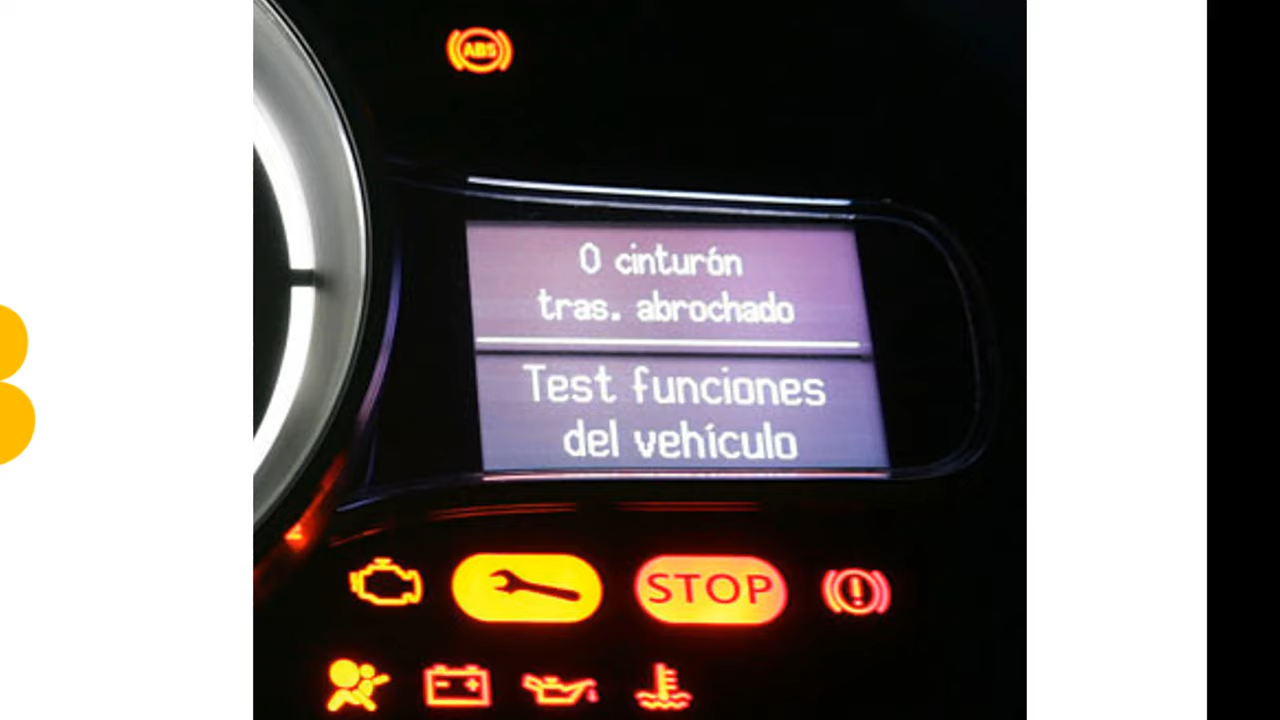 ABS
0 cinturón
tras. abrochado
Test funciones
del vehículo
STOP